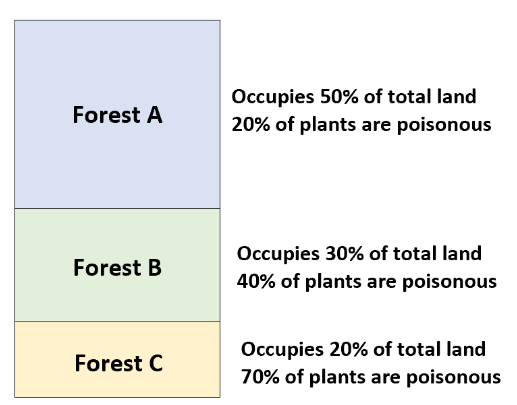 Forest A
Occupies 50% of total land
20% of plants are poisonous
Forest B
Occupies 30% of total land
40% of plants are poisonous
Forest C
Occupies 20% of total land
70% of plants are poisonous